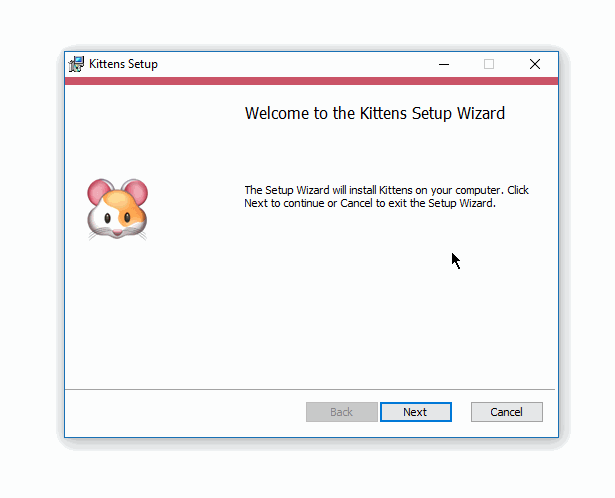 Kittens Setup
Welcome to the Kittens Setup Wizard
The Setup Wizard will install Kittens on your computer. Click
Next to continue or Cancel to exit the Setup Wizard.
Back
Next
Cancel